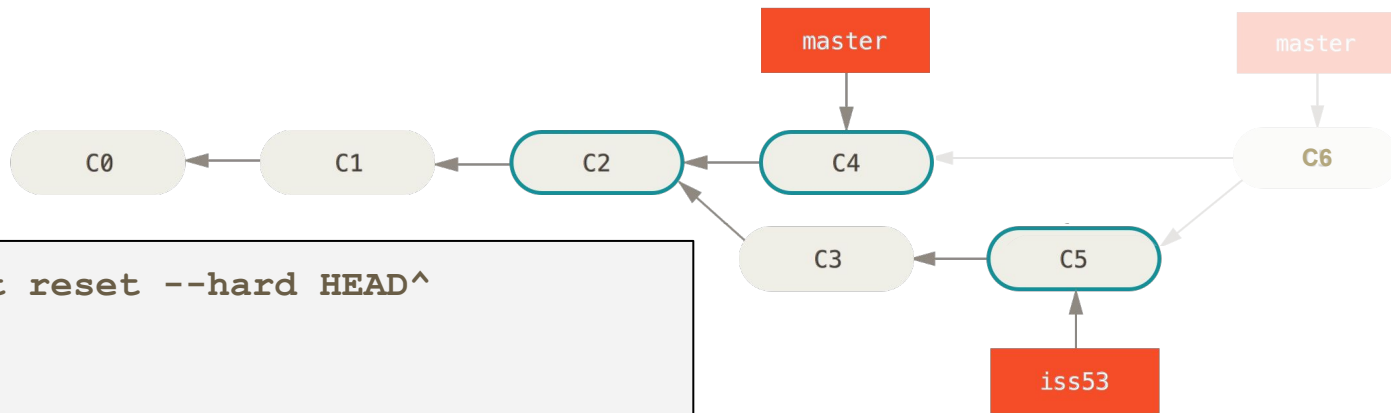 master
master
C0
C1
C2
C4
C6
C3
C5
t reset --hard HEAD^
iss53